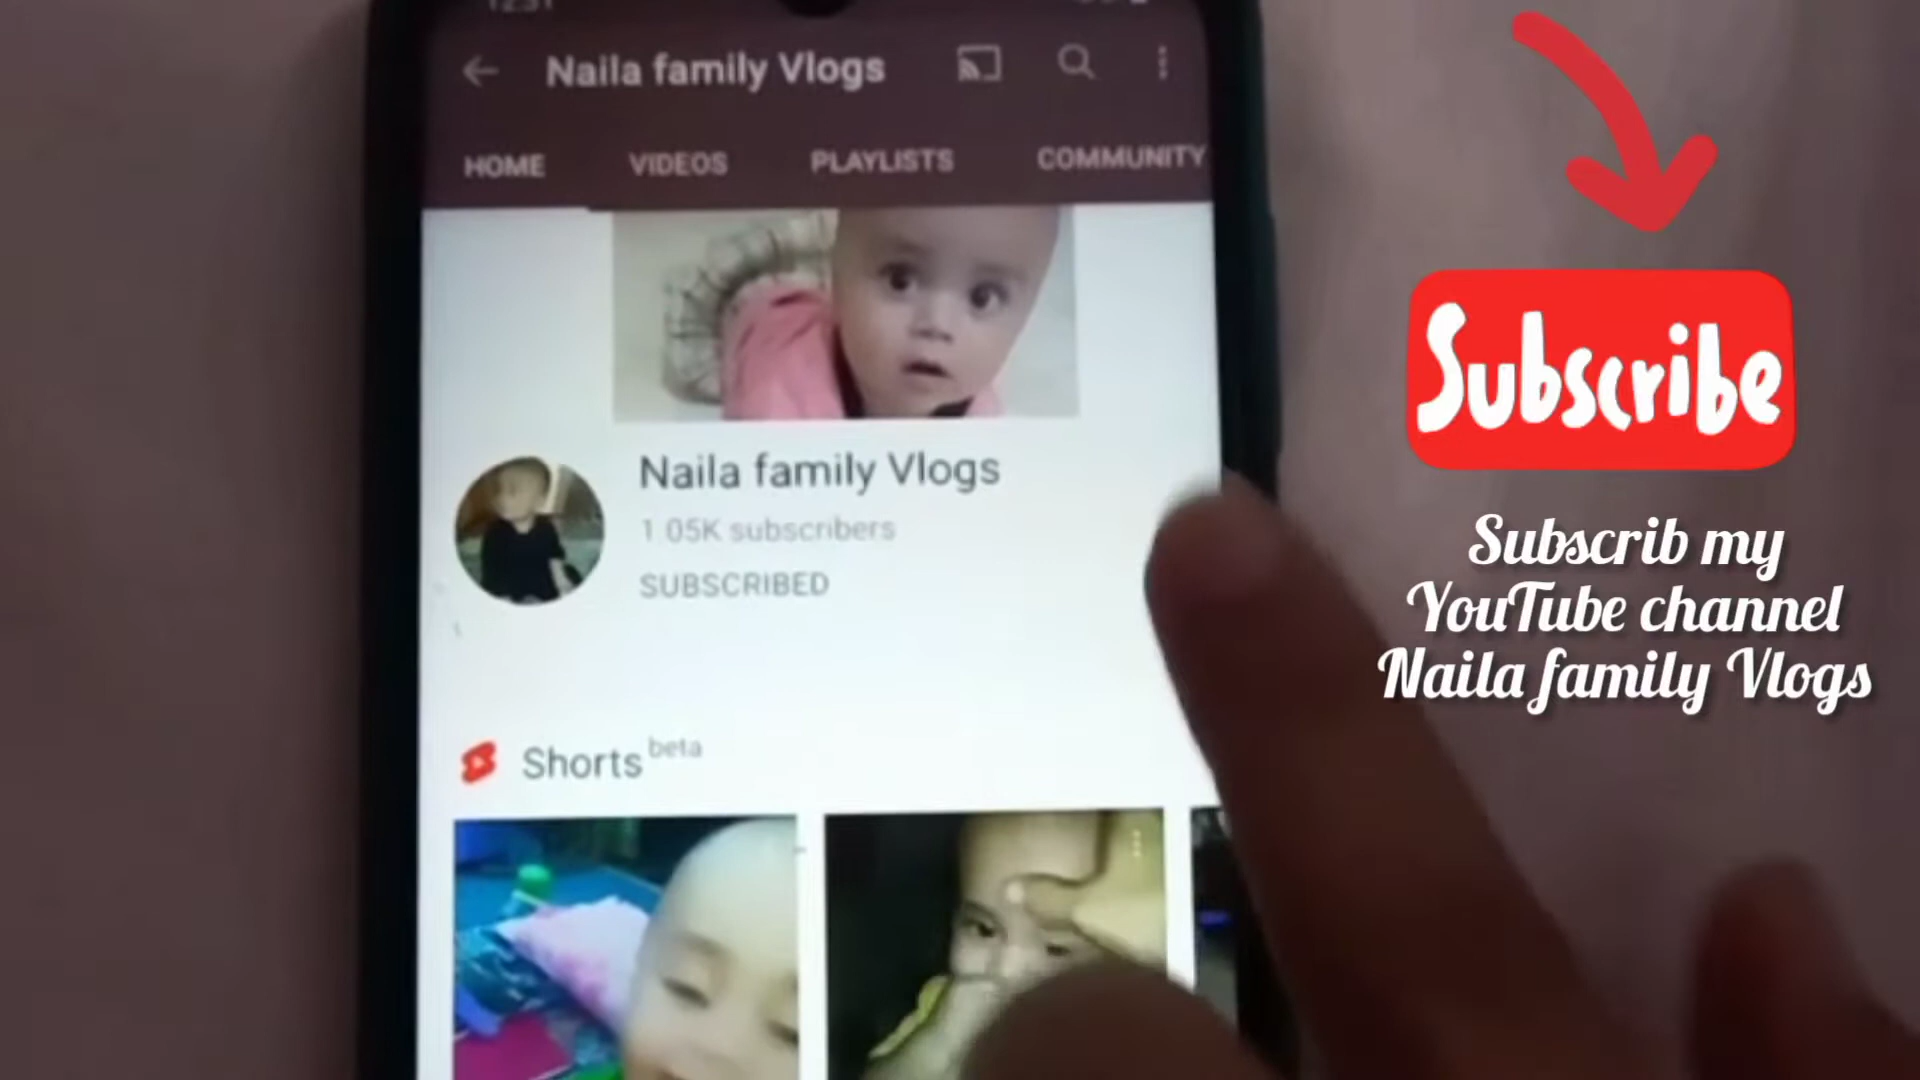 Naila family Vlogs
HOME VIDEOS PLAYLISTS COMMUNITY
Naila family Vlogs
1.05K subscribers
SUBSCRIBED
Shorts beta
Subscribe
Subscrib my
YouTube channel
Naila family Vlogs